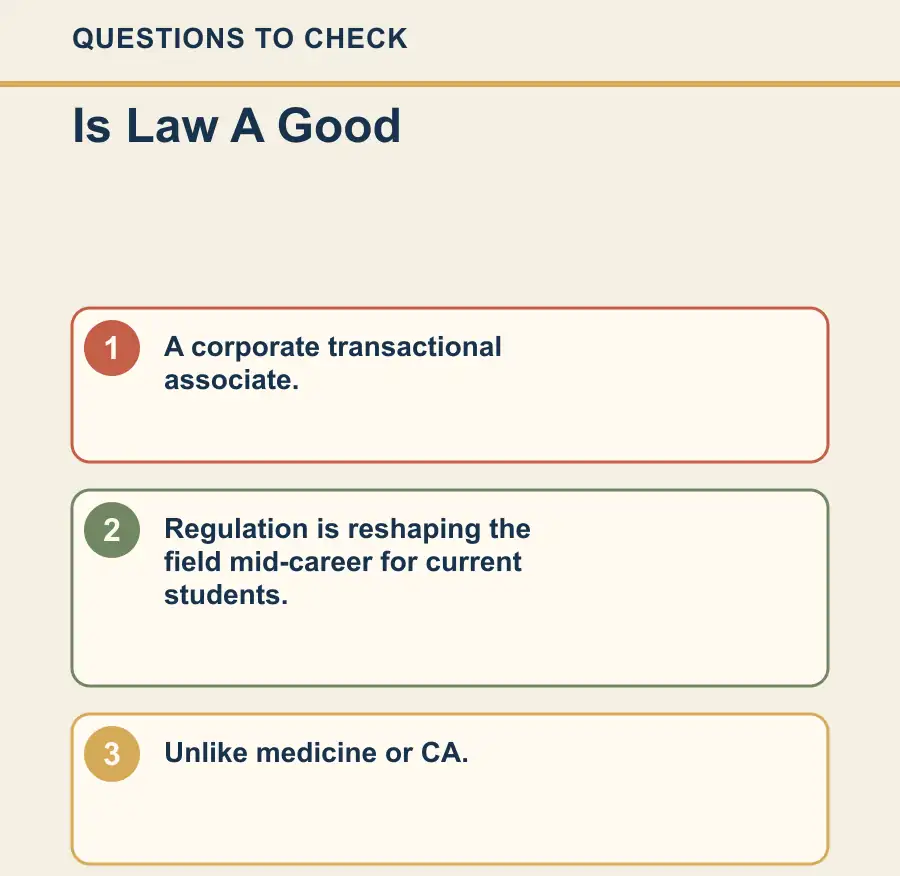 QUESTIONS TO CHECK
Is Law A Good
1
A corporate transactional
associate.
2
Regulation is reshaping the
field mid-career for current
students.
3
Unlike medicine or CA.